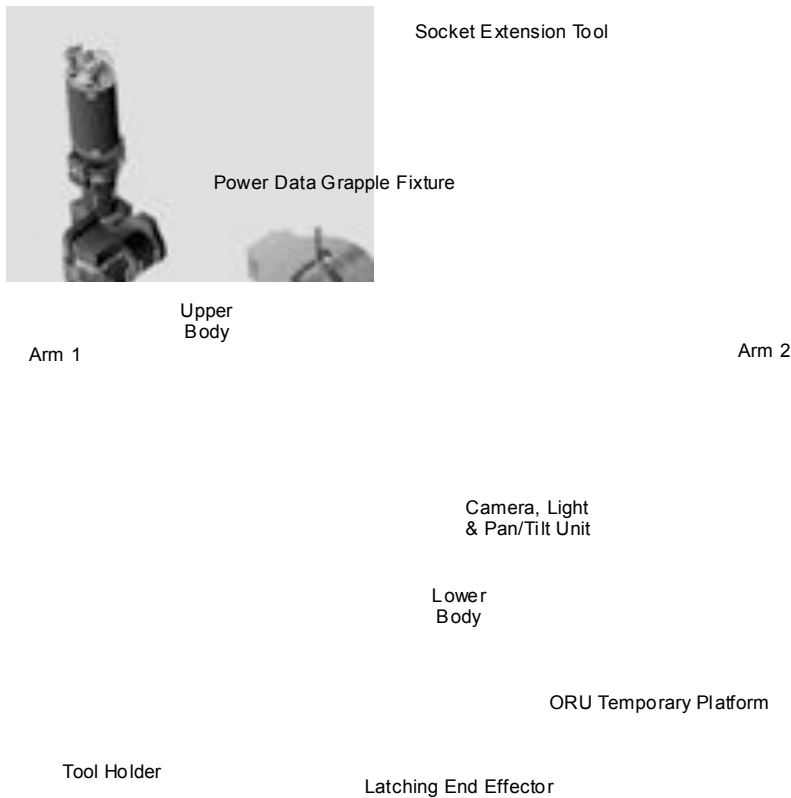 Socket Extension Tool
Power Data Grapple Fixture
Upper
Body
Arm 1
Arm 2
Camera, Light
& Pan/Tilt Unit
Lower
Body
ORU Temporary Platform
Tool Holder
Latching End Effector